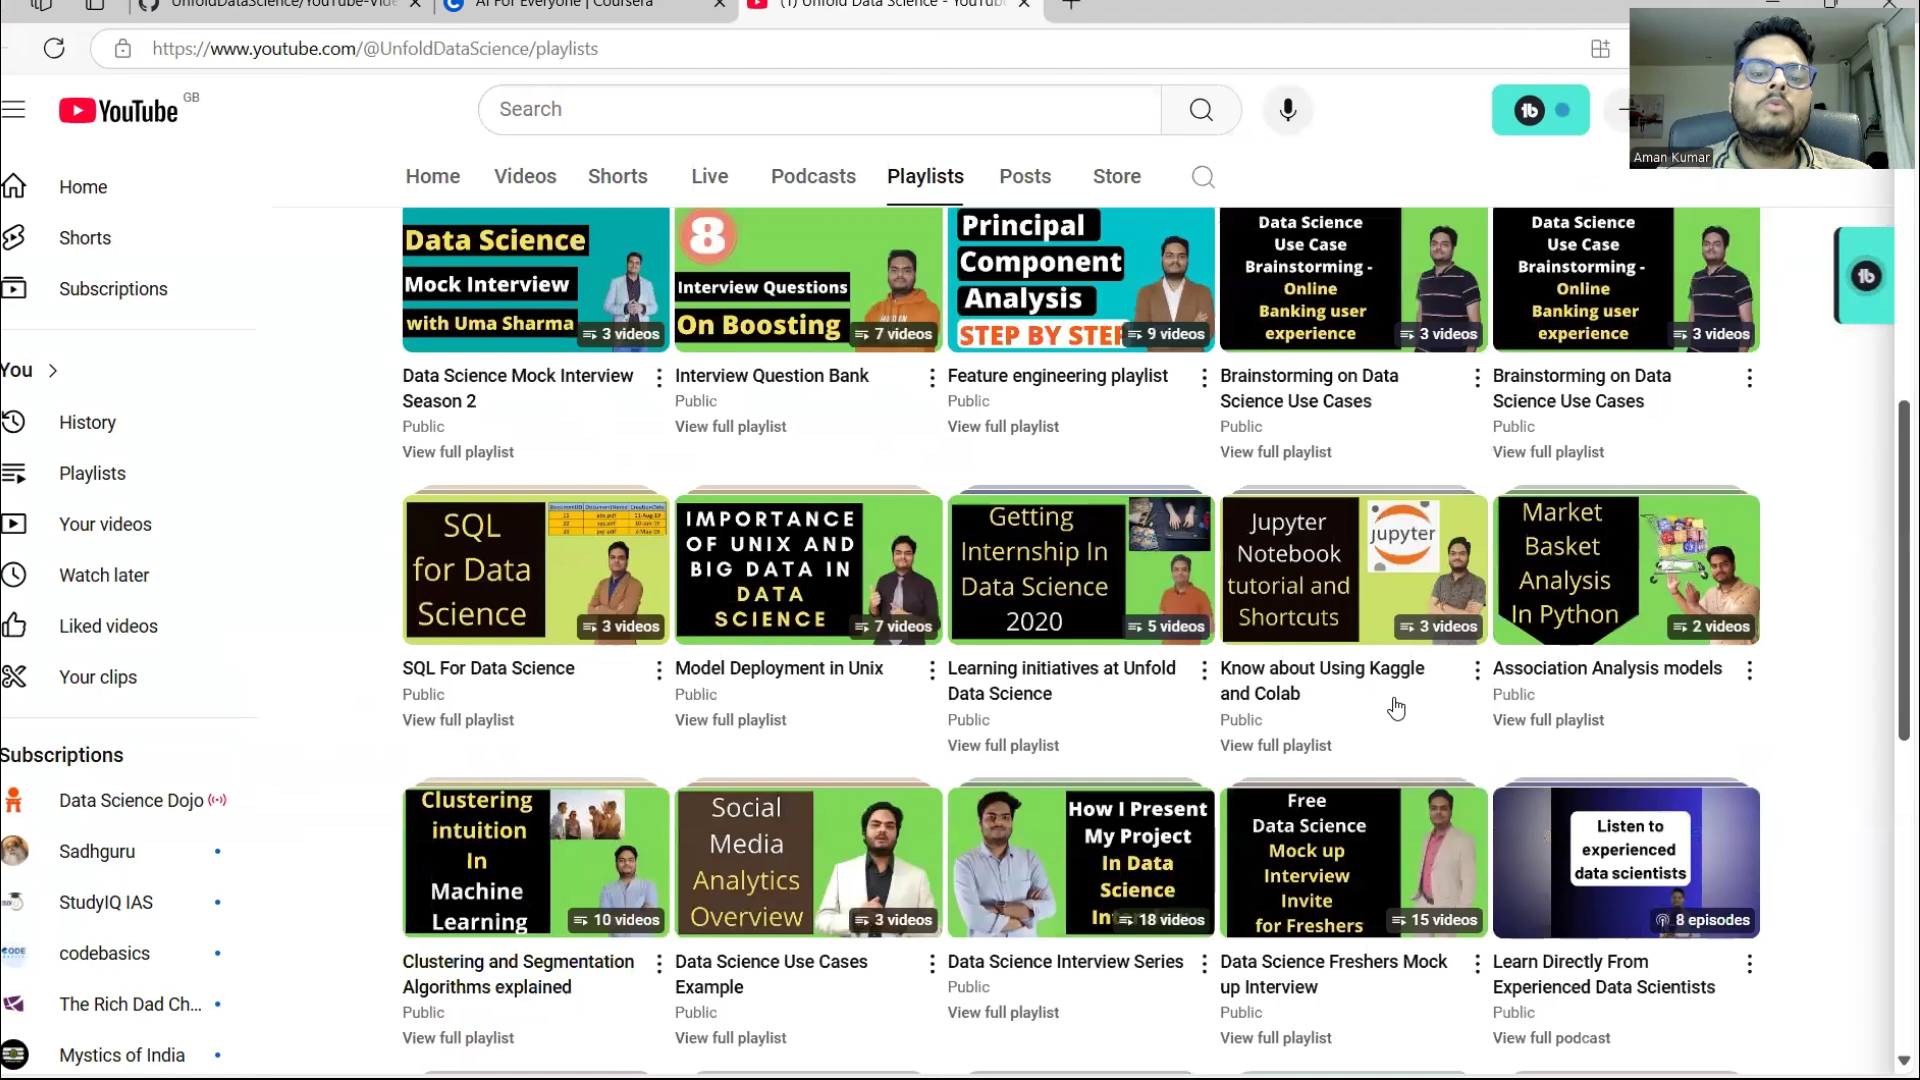 UnfoldDataScience/YouTube-Vide
AI For Everyone | Coursera
(1) Unfold Data Science - YouTube
https://www.youtube.com/@UnfoldDataScience/playlists
YouTube GB
Search
Aman Kumar
Home
Videos
Shorts
Live
Podcasts
Playlists
Posts
Store
Home
Shorts
Subscriptions
You
History
Playlists
Your videos
Watch later
Liked videos
Your clips
Subscriptions
Data Science Dojo
Sadhguru
StudyIQ IAS
codebasics
The Rich Dad Ch...
Mystics of India
Data Science
Mock Interview
with Uma Sharma
3 videos
Data Science Mock Interview
Season 2
Public
View full playlist
8
Interview Questions
On Boosting
7 videos
Interview Question Bank
Public
View full playlist
Principal
Component
Analysis
STEP BY STEP
9 videos
Feature engineering playlist
Public
View full playlist
Data Science
Use Case
Brainstorming -
Online
Banking user
experience
3 videos
Brainstorming on Data
Science Use Cases
Public
View full playlist
Data Science
Use Case
Brainstorming -
Online
Banking user
experience
3 videos
Brainstorming on Data
Science Use Cases
Public
View full playlist
SQL
for Data
Science
3 videos
SQL For Data Science
Public
View full playlist
IMPORTANCE
OF UNIX AND
BIG DATA IN
DATA
SCIENCE
7 videos
Model Deployment in Unix
Public
View full playlist
Getting
Internship In
Data Science
2020
5 videos
Learning initiatives at Unfold
Data Science
Public
View full playlist
Jupyter
Notebook
tutorial and
Shortcuts
jupyter
3 videos
Know about Using Kaggle
and Colab
Public
View full playlist
Market
Basket
Analysis
In Python
2 videos
Association Analysis models
Public
View full playlist
Clustering
intuition
In
Machine
Learning
10 videos
Clustering and Segmentation
Algorithms explained
Public
View full playlist
Social
Media
Analytics
Overview
3 videos
Data Science Use Cases
Example
Public
View full playlist
How I Present
My Project
In Data
Science
In
18 videos
Data Science Interview Series
Public
View full playlist
Free
Data Science
Mock up
Interview
Invite
for Freshers
15 videos
Data Science Freshers Mock
up Interview
Public
View full playlist
Listen to
experienced
data scientists
8 episodes
Learn Directly From
Experienced Data Scientists
Public
View full podcast